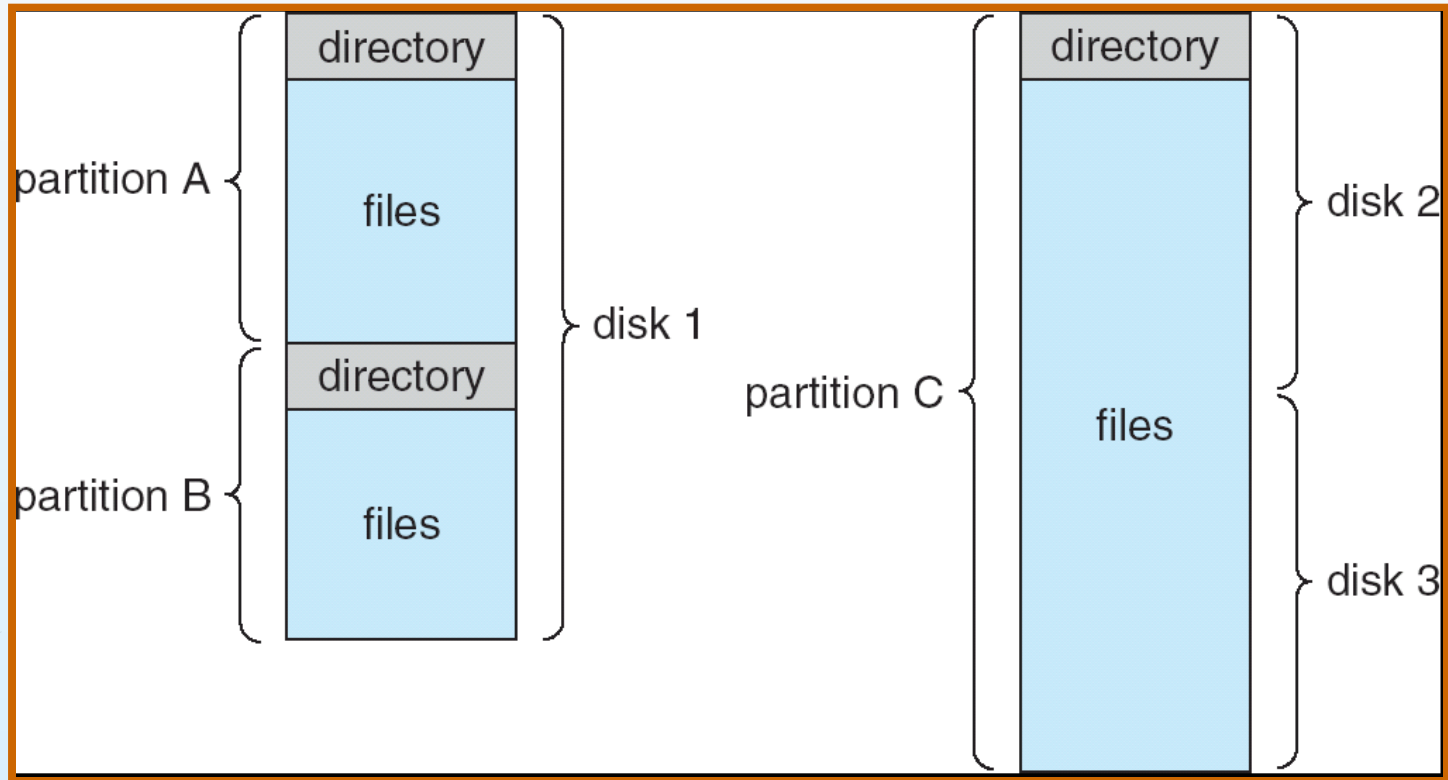 directory
partition A
files
disk 1
directory
partition B
files
directory
disk 2
partition C
files
disk 3